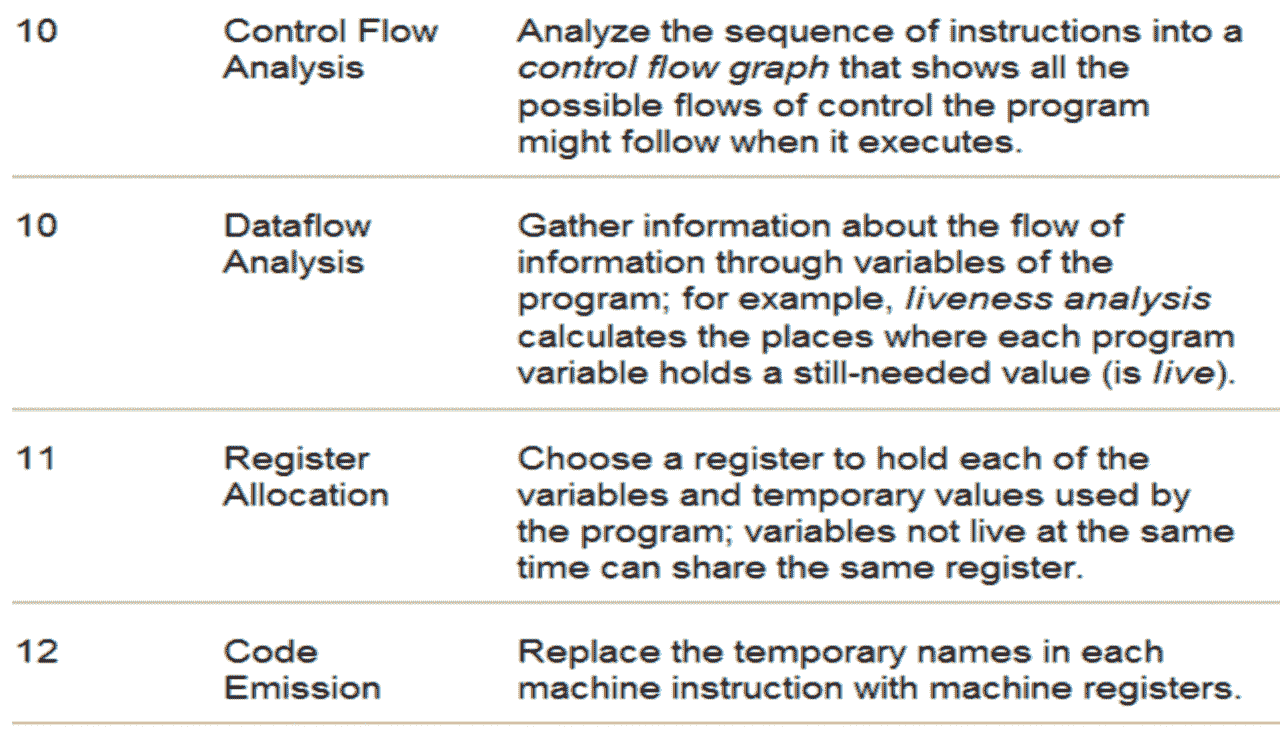 10 Control Flow Analyze the sequence of instructions into a
Analysis control flow graph that shows all the
possible flows of control the program
might follow when it executes.
10 Dataflow Gather information about the flow of
Analysis information through variables of the
program; for example, liveness analysis
calculates the places where each program
variable holds a still-needed value (is live).
11 Register Choose a register to hold each of the
Allocation variables and temporary values used by
the program; variables not live at the same
time can share the same register.
12 Code Replace the temporary names in each
Emission machine instruction with machine registers.